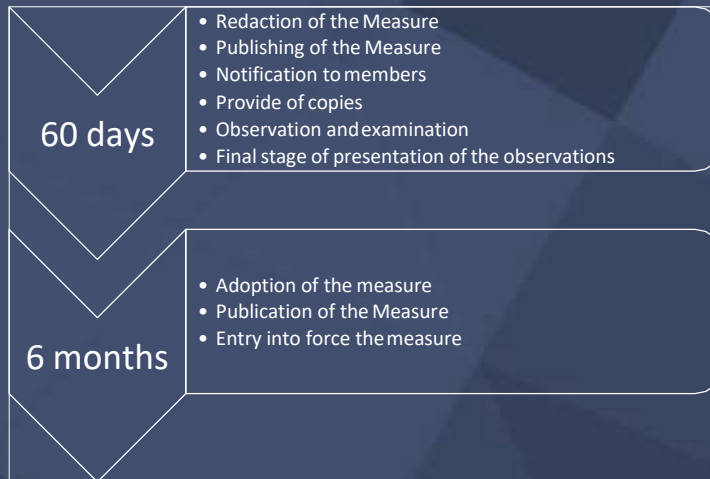 60 days
• Redaction of the Measure
• Publishing of the Measure
• Notification to members
• Provide of copies
• Observation and examination
• Final stage of presentation of the observations
6 months
• Adoption of the measure
• Publication of the Measure
• Entry into force the measure